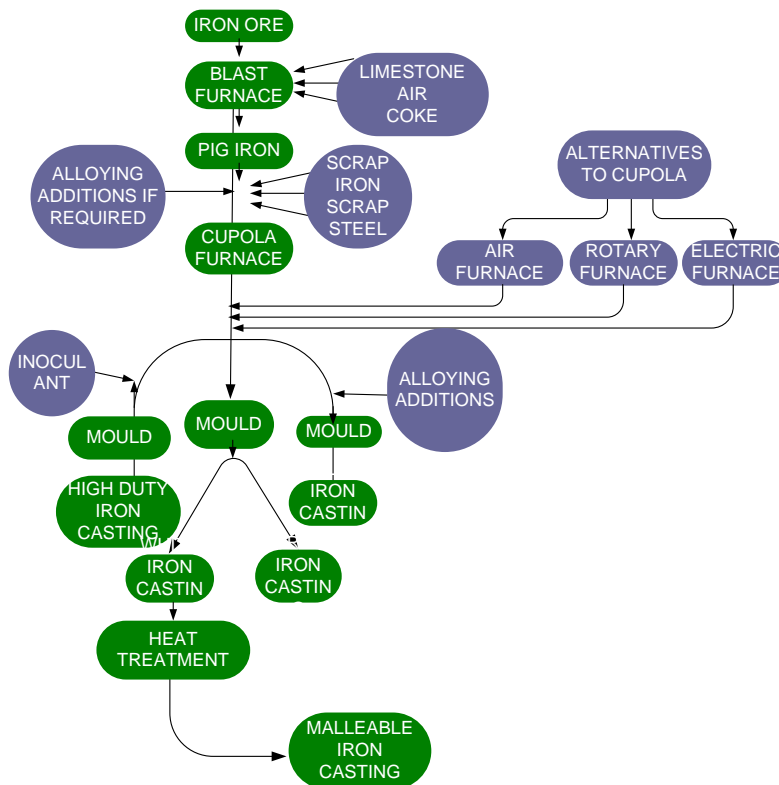 IRON ORE
BLAST
FURNACE
LIMESTONE
AIR
COKE
PIG IRON
ALLOYING
ADDITIONS IF
REQUIRED
SCRAP
IRON
SCRAP
STEEL
ALTERNATIVES
TO CUPOLA
CUPOLA
FURNACE
AIR
FURNACE
ROTARY
FURNACE
ELECTRIC
FURNACE
INOCUL
ANT
ALLOYING
ADDITIONS
MOULD
MOULD
MOULD
HIGH DUTY
IRON
CASTING
IRON
CASTIN
IRON
CASTIN
IRON
CASTIN
HEAT
TREATMENT
MALLEABLE
IRON
CASTING